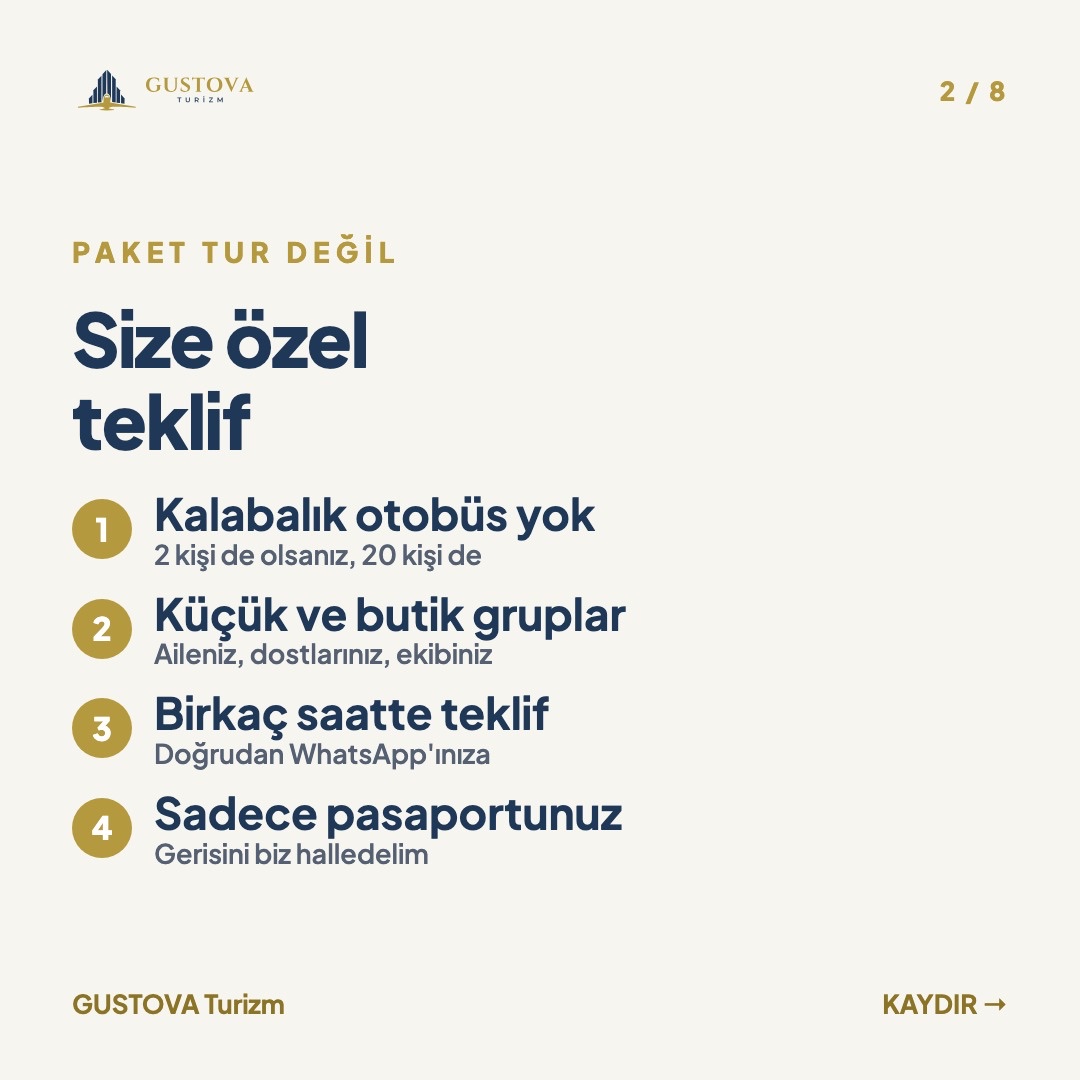 GUSTOVA
TURİZM
2 / 8
PAKET TUR DEĞİL
Size özel
teklif
1 Kalabalık otobüs yok
2 kişi de olsanız, 20 kişi de
2 Küçük ve butik gruplar
Aileniz, dostlarınız, ekibiniz
3 Birkaç saatte teklif
Doğrudan WhatsApp'ınıza
4 Sadece pasaportunuz
Gerisini biz halledelim
GUSTOVA Turizm
KAYDIR →